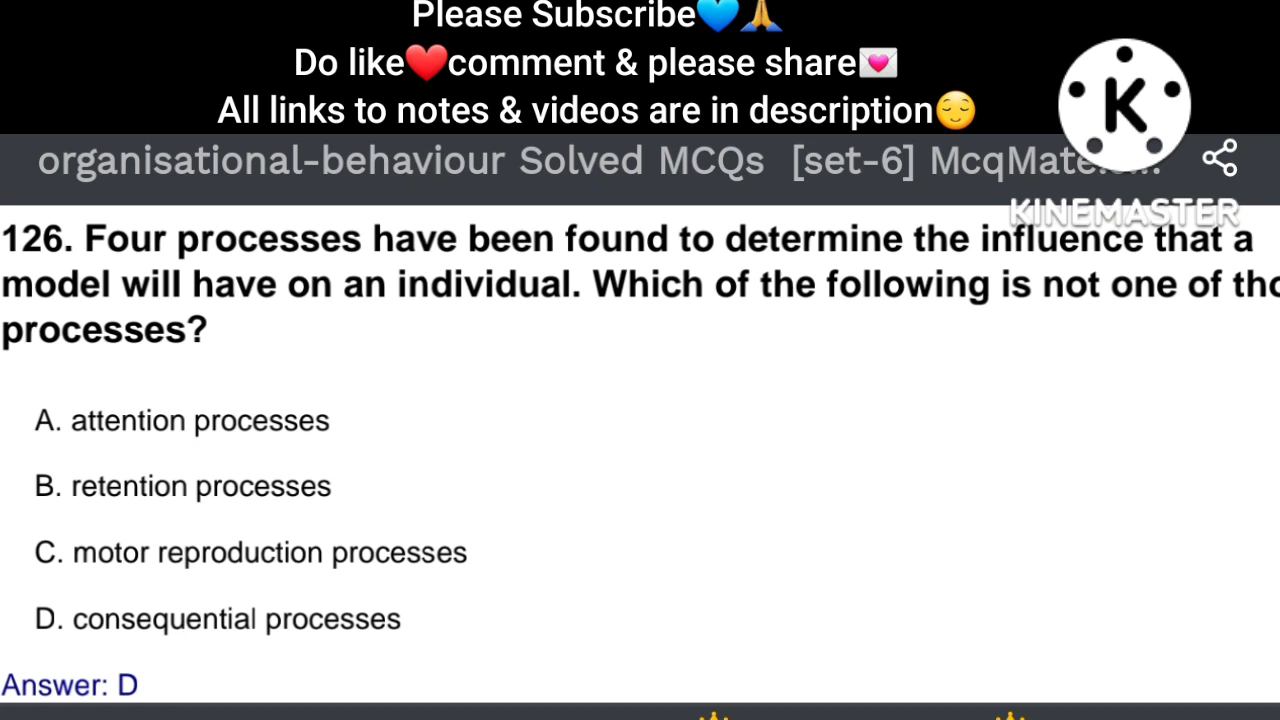 Please Subscribe💙🙏
Do like❤️comment & please share💌
All links to notes & videos are in description😌
K
organisational-behaviour Solved MCQs [set-6] McqMate
KINEMASTER
126. Four processes have been found to determine the influence that a
model will have on an individual. Which of the following is not one of
processes?
A. attention processes
B. retention processes
C. motor reproduction processes
D. consequential processes
Answer: D